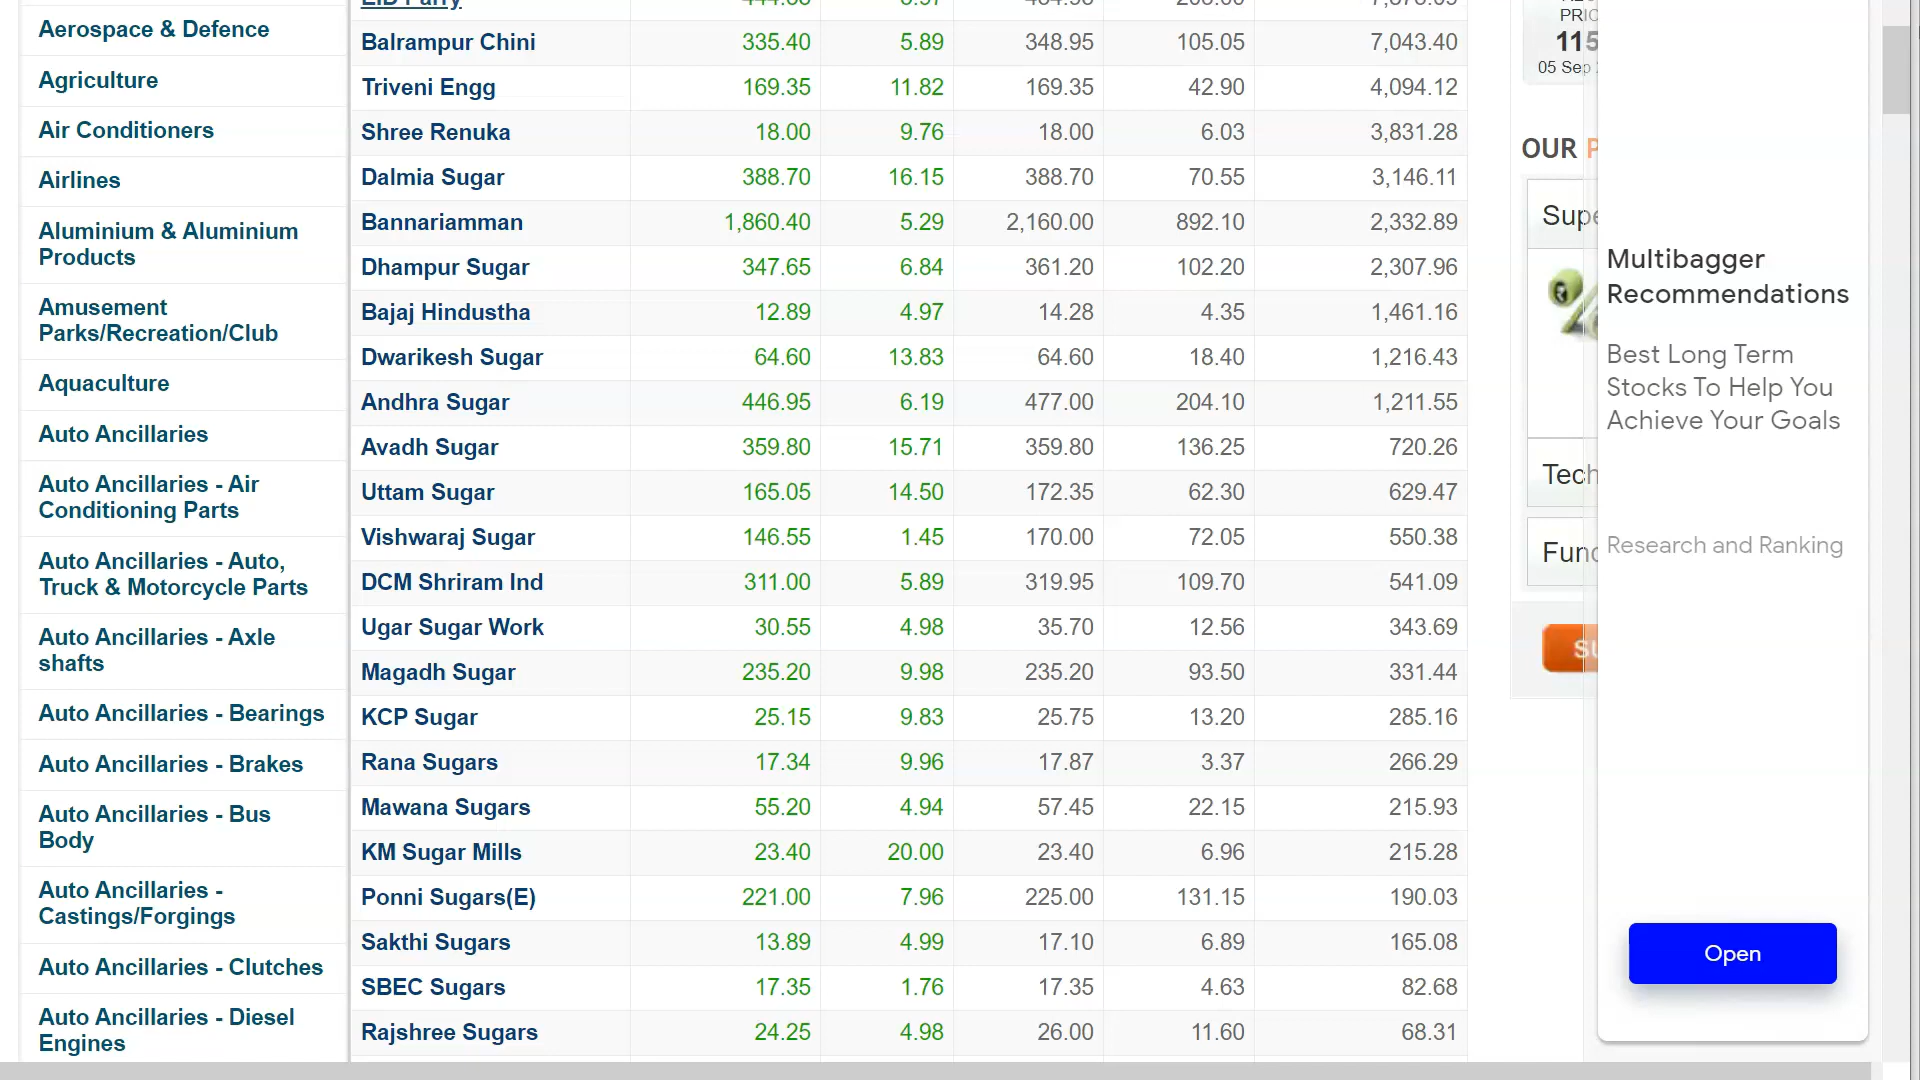 Aerospace & Defence
Agriculture
Air Conditioners
Airlines
Aluminium & Aluminium
Products
Amusement
Parks/Recreation/Club
Aquaculture
Auto Ancillaries
Auto Ancillaries - Air
Conditioning Parts
Auto Ancillaries - Auto,
Truck & Motorcycle Parts
Auto Ancillaries - Axle
shafts
Auto Ancillaries - Bearings
Auto Ancillaries - Brakes
Auto Ancillaries - Bus
Body
Auto Ancillaries -
Castings/Forgings
Auto Ancillaries - Clutches
Auto Ancillaries - Diesel
Engines
EID Parry
Balrampur Chini 335.40 5.89 348.95 105.05 7,043.40
Triveni Engg 169.35 11.82 169.35 42.90 4,094.12
Shree Renuka 18.00 9.76 18.00 6.03 3,831.28
Dalmia Sugar 388.70 16.15 388.70 70.55 3,146.11
Bannariamman 1,860.40 5.29 2,160.00 892.10 2,332.89
Dhampur Sugar 347.65 6.84 361.20 102.20 2,307.96
Bajaj Hindustha 12.89 4.97 14.28 4.35 1,461.16
Dwarikesh Sugar 64.60 13.83 64.60 18.40 1,216.43
Andhra Sugar 446.95 6.19 477.00 204.10 1,211.55
Avadh Sugar 359.80 15.71 359.80 136.25 720.26
Uttam Sugar 165.05 14.50 172.35 62.30 629.47
Vishwaraj Sugar 146.55 1.45 170.00 72.05 550.38
DCM Shriram Ind 311.00 5.89 319.95 109.70 541.09
Ugar Sugar Work 30.55 4.98 35.70 12.56 343.69
Magadh Sugar 235.20 9.98 235.20 93.50 331.44
KCP Sugar 25.15 9.83 25.75 13.20 285.16
Rana Sugars 17.34 9.96 17.87 3.37 266.29
Mawana Sugars 55.20 4.94 57.45 22.15 215.93
KM Sugar Mills 23.40 20.00 23.40 6.96 215.28
Ponni Sugars(E) 221.00 7.96 225.00 131.15 190.03
Sakthi Sugars 13.89 4.99 17.10 6.89 165.08
SBEC Sugars 17.35 1.76 17.35 4.63 82.68
Rajshree Sugars 24.25 4.98 26.00 11.60 68.31
PRIC
115
05 Sep
OUR P
Supe
Tech
Func
SU
Multibagger
Recommendations
Best Long Term
Stocks To Help You
Achieve Your Goals
Research and Ranking
Open